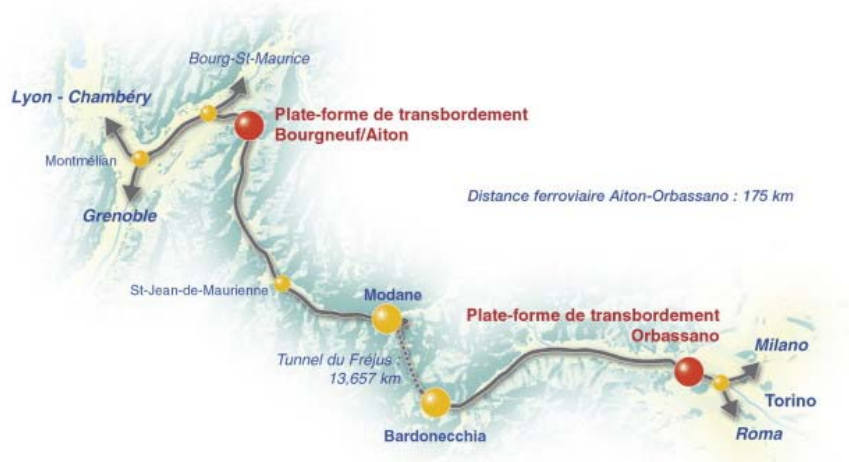 Bourg-St-Maurice
Lyon - Chambéry
Plate-forme de transbordement
Bourgneuf/Aiton
Montmélian
Distance ferroviaire Aiton-Orbassano : 175 km
Grenoble
St-Jean-de-Maurienne
Modane
Plate-forme de transbordement
Orbassano
Tunnel du Fréjus :
13,657 km
Milano
Torino
Bardonecchia
Roma